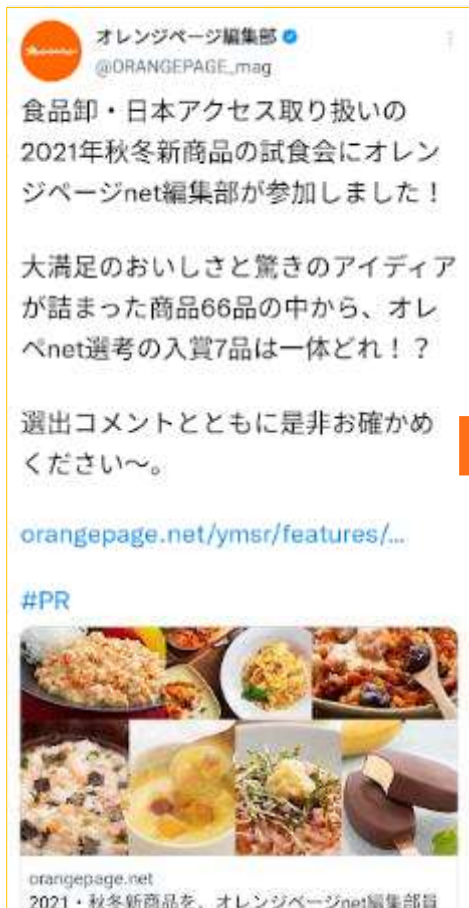 オレンジページ編集部
@ORANGEPAGE_mag
食品卸・日本アクセス取り扱いの
2021年秋冬新商品の試食会にオレン
ジページnet編集部が参加しました！
大満足のおいしさと驚きのアイディア
が詰まった商品66品の中から、オレ
ペnet選考の入賞7品は一体どれ！？
選出コメントとともに是非お確かめ
ください〜。
orangepage.net/ymsr/features/...
#PR
orangepage.net
2021・秋冬新商品を、オレンジページnet編集部員